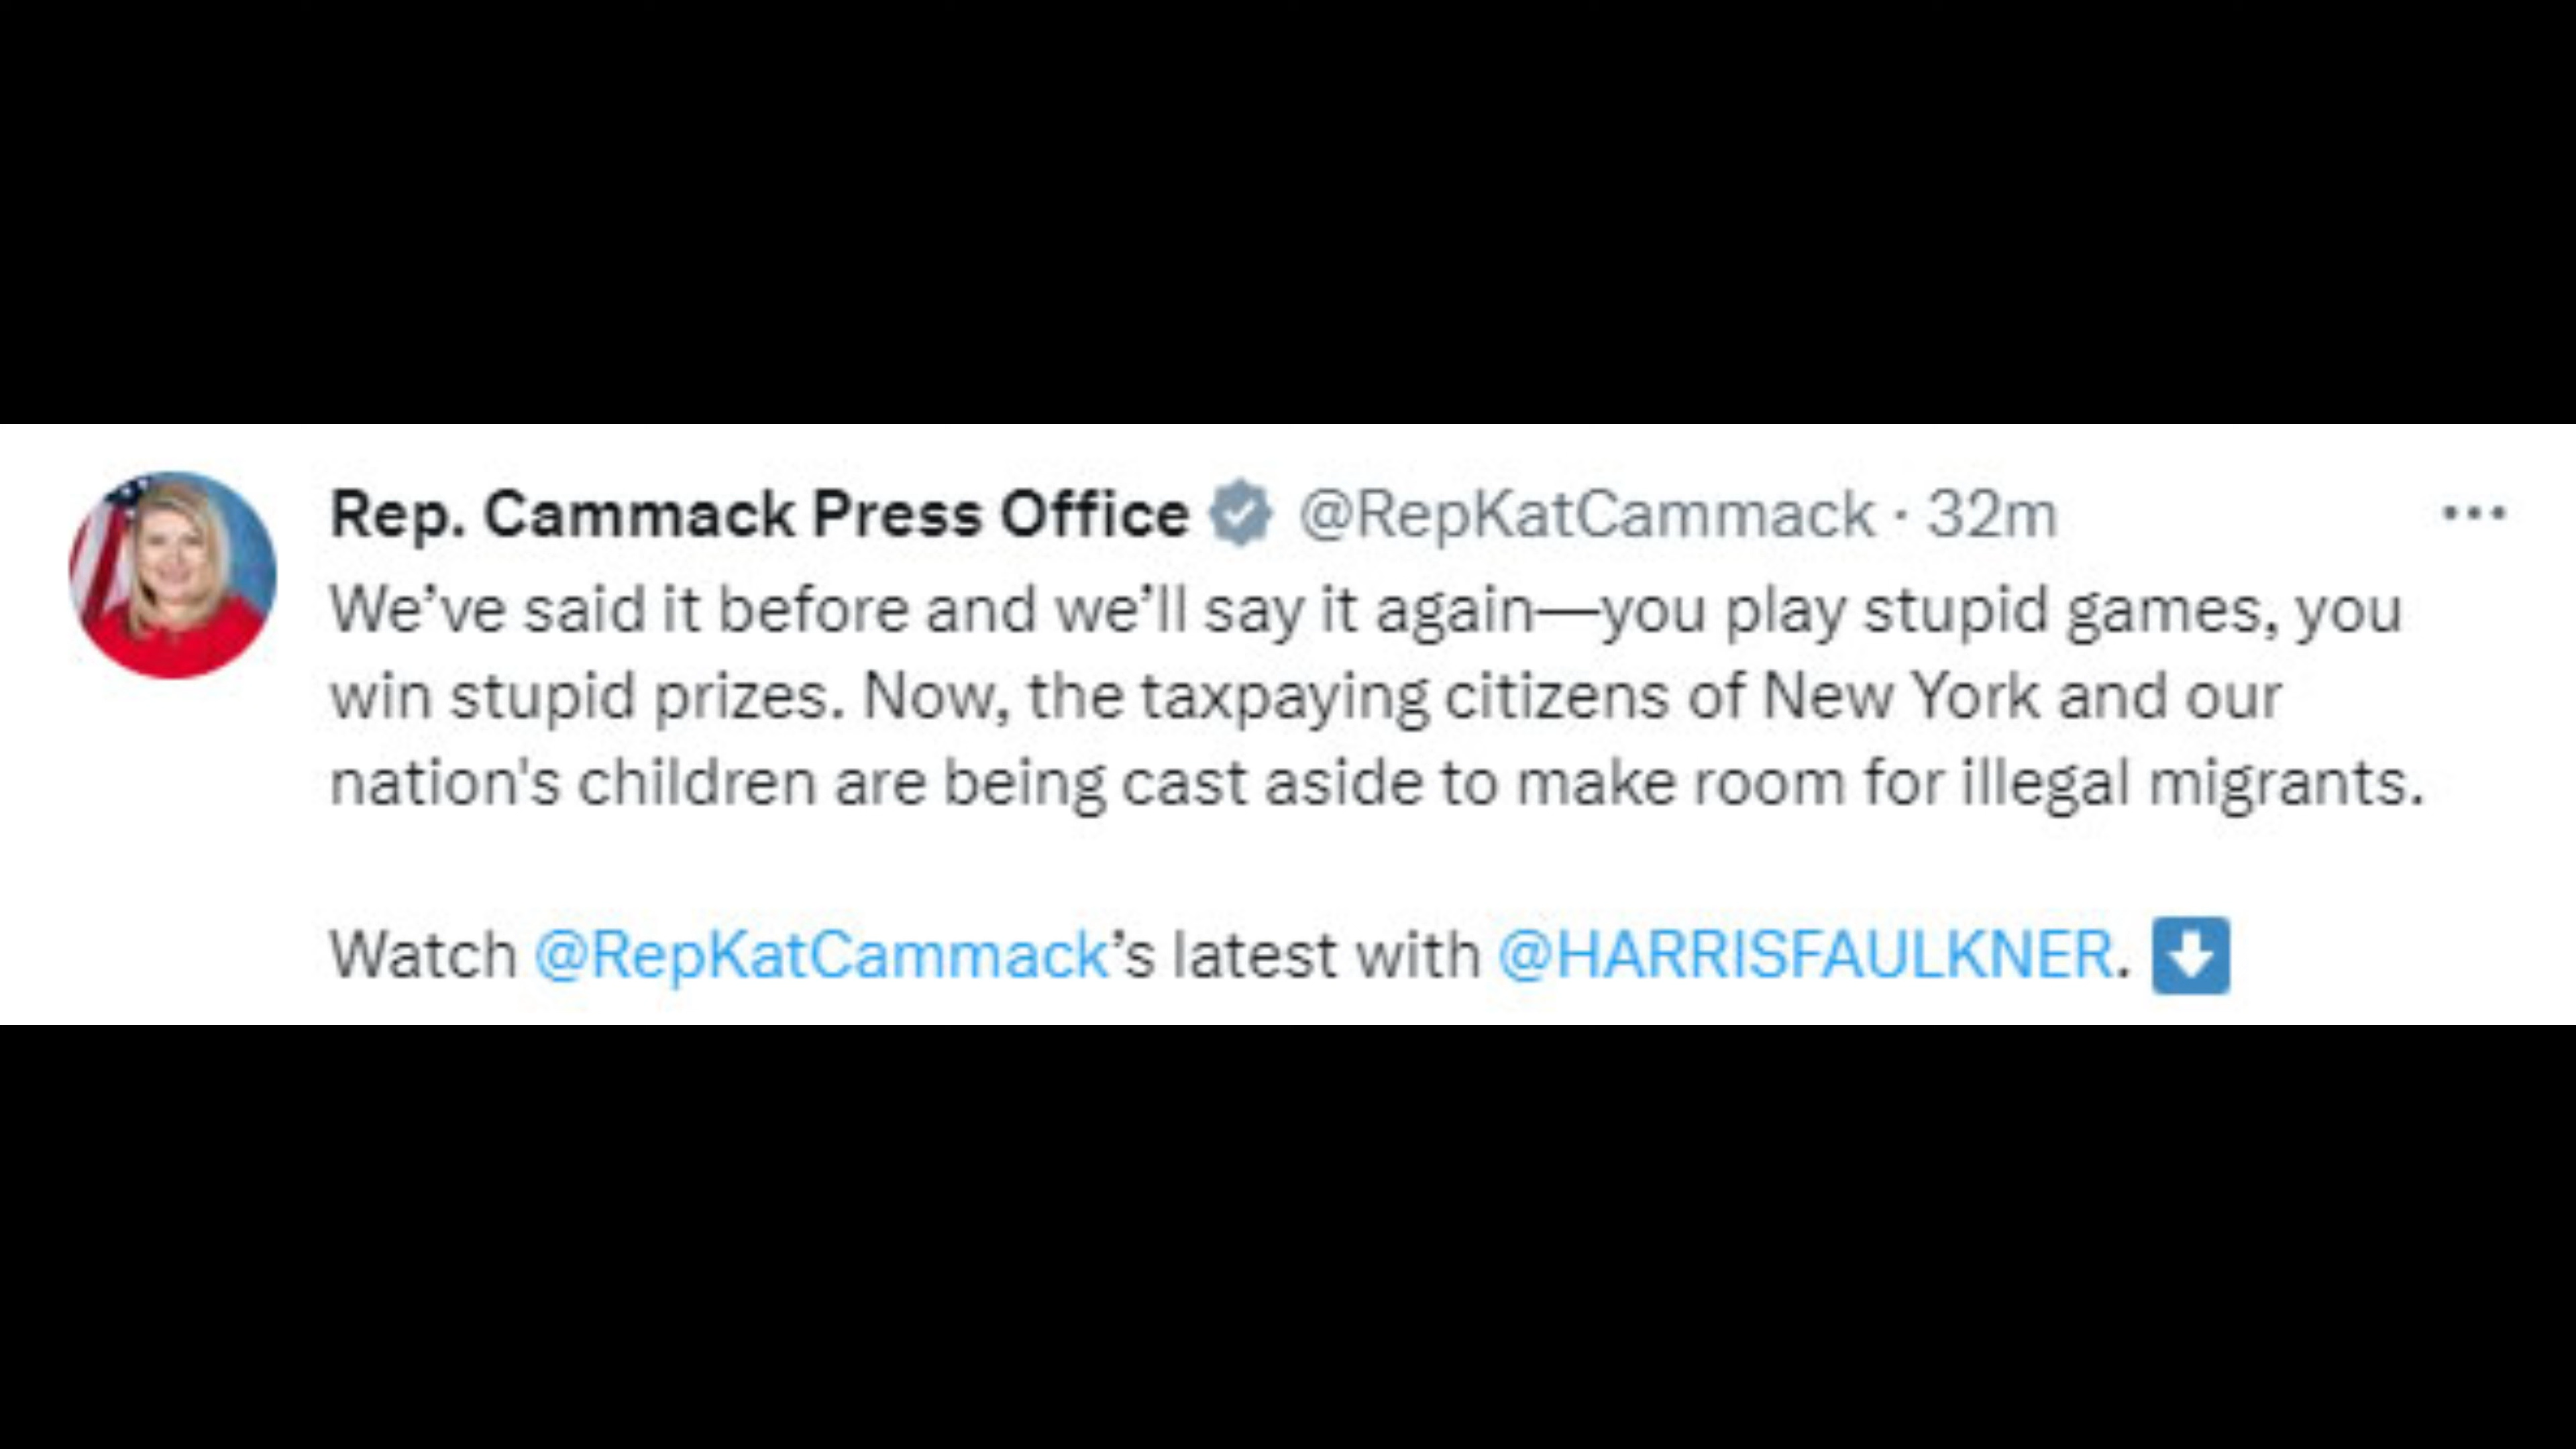 Rep. Cammack Press Office @RepKatCammack · 32m
We’ve said it before and we’ll say it again—you play stupid games, you
win stupid prizes. Now, the taxpaying citizens of New York and our
nation's children are being cast aside to make room for illegal migrants.
Watch @RepKatCammack’s latest with @HARRISFAULKNER. ⬇️